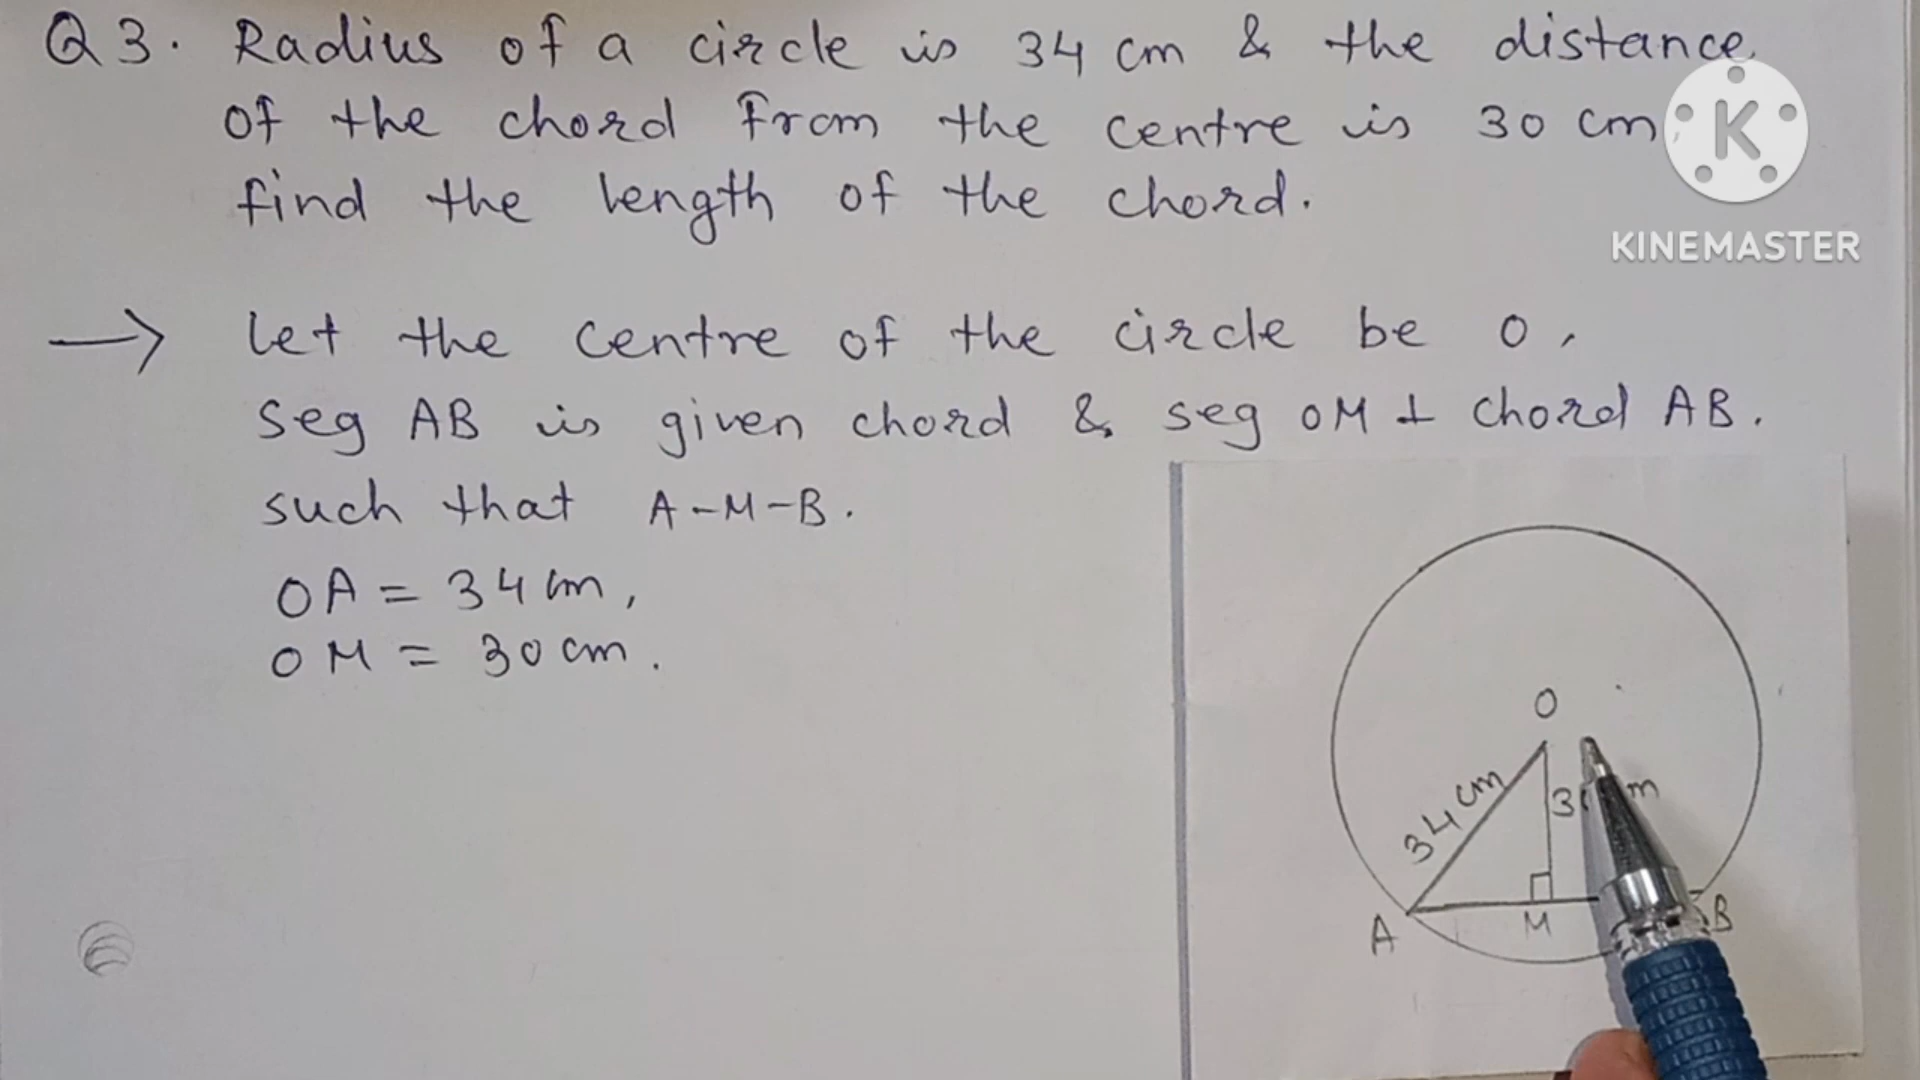 Q3. Radius of a circle is 34 cm & the distance
of the chord from the centre is 30 cm,
find the length of the chord.
K
KINEMASTER
→ Let the centre of the circle be O,
seg AB is given chord & seg OM ⊥ chord AB.
such that A-M-B.
OA = 34 cm,
OM = 30 cm.
O
34 cm
A
M
B